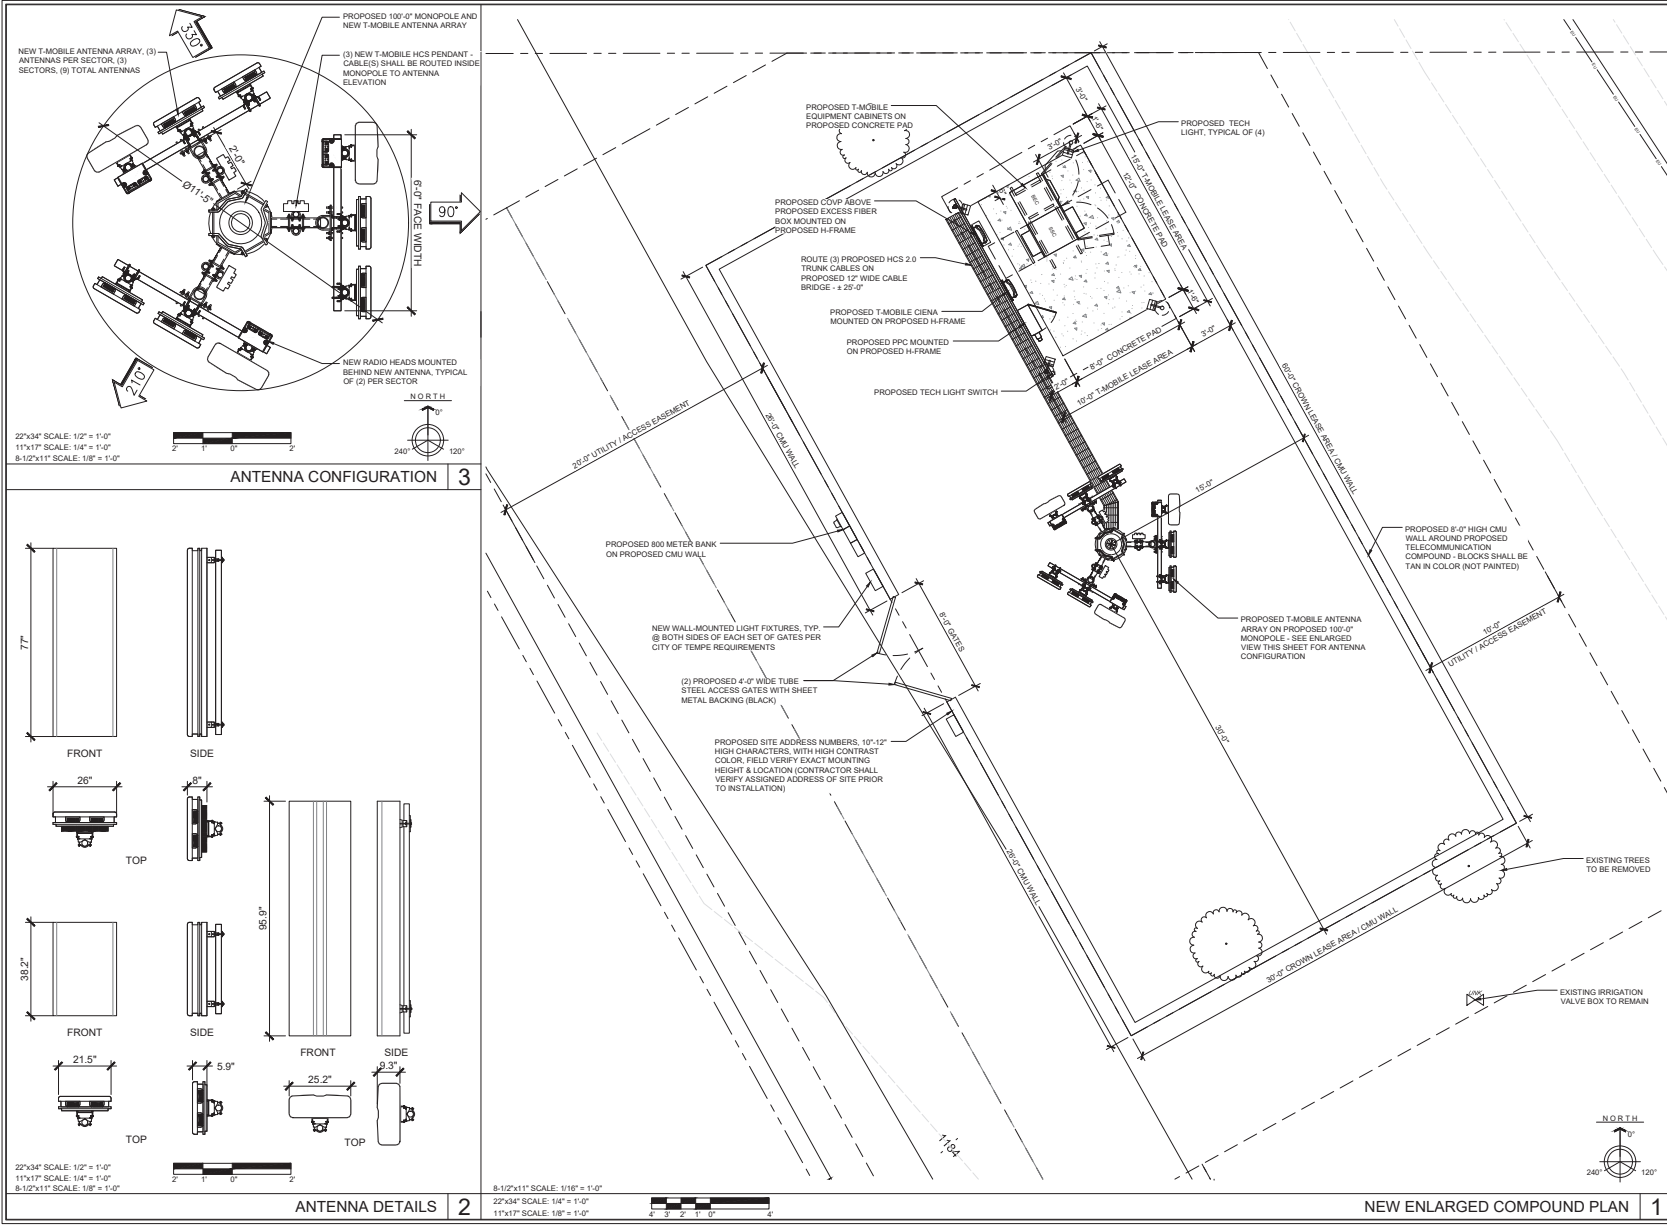 330°
PROPOSED 100'-0" MONOPOLE AND
NEW T-MOBILE ANTENNA ARRAY
NEW T-MOBILE ANTENNA ARRAY, (3)
ANTENNAS PER SECTOR, (3)
SECTORS, (9) TOTAL ANTENNAS
(3) NEW T-MOBILE HCS PENDANT -
CABLE(S) SHALL BE ROUTED INSIDE
MONOPOLE TO ANTENNA
ELEVATION
2'-0"
Ø11'-5"
6'-0" FACE WIDTH
90°
210°
NEW RADIO HEADS MOUNTED
BEHIND NEW ANTENNA, TYPICAL
OF (2) PER SECTOR
NORTH
0°
240°
120°
22"x34" SCALE: 1/2" = 1'-0"
11"x17" SCALE: 1/4" = 1'-0"
8-1/2"x11" SCALE: 1/8" = 1'-0"
2' 1' 0" 2'
ANTENNA CONFIGURATION 3
77"
FRONT
SIDE
26"
8"
TOP
38.2"
FRONT
SIDE
21.5"
5.9"
TOP
95.9"
FRONT
SIDE
25.2"
9.3"
TOP
22"x34" SCALE: 1/2" = 1'-0"
11"x17" SCALE: 1/4" = 1'-0"
8-1/2"x11" SCALE: 1/8" = 1'-0"
2' 1' 0" 2'
ANTENNA DETAILS 2
PROPOSED T-MOBILE
EQUIPMENT CABINETS ON
PROPOSED CONCRETE PAD
PROPOSED TECH
LIGHT, TYPICAL OF (4)
3'-0"
1'-6"
3'-0"
15'-0" T-MOBILE LEASE AREA
12'-0" CONCRETE PAD
PROPOSED COVP ABOVE
PROPOSED EXCESS FIBER
BOX MOUNTED ON
PROPOSED H-FRAME
ROUTE (3) PROPOSED HCS 2.0
TRUNK CABLES ON
PROPOSED 12" WIDE CABLE
BRIDGE - ± 25'-0"
PROPOSED T-MOBILE CIENA
MOUNTED ON PROPOSED H-FRAME
PROPOSED PPC MOUNTED
ON PROPOSED H-FRAME
PROPOSED TECH LIGHT SWITCH
1'-6"
3'-0"
8'-0" CONCRETE PAD
2'-0"
10'-0" T-MOBILE LEASE AREA
60'-0" CROWN LEASE AREA / CMU WALL
20'-0" UTILITY / ACCESS EASEMENT
26'-0" CMU WALL
15'-0"
PROPOSED 800 METER BANK
ON PROPOSED CMU WALL
PROPOSED 8'-0" HIGH CMU
WALL AROUND PROPOSED
TELECOMMUNICATION
COMPOUND - BLOCKS SHALL BE
TAN IN COLOR (NOT PAINTED)
NEW WALL-MOUNTED LIGHT FIXTURES, TYP.
@ BOTH SIDES OF EACH SET OF GATES PER
CITY OF TEMPE REQUIREMENTS
8'-0" GATES
PROPOSED T-MOBILE ANTENNA
ARRAY ON PROPOSED 100'-0"
MONOPOLE - SEE ENLARGED
VIEW THIS SHEET FOR ANTENNA
CONFIGURATION
10'-0"
UTILITY / ACCESS EASEMENT
(2) PROPOSED 4'-0" WIDE TUBE
STEEL ACCESS GATES WITH SHEET
METAL BACKING (BLACK)
30'-0"
PROPOSED SITE ADDRESS NUMBERS, 10"-12"
HIGH CHARACTERS, WITH HIGH CONTRAST
COLOR, FIELD VERIFY EXACT MOUNTING
HEIGHT & LOCATION (CONTRACTOR SHALL
VERIFY ASSIGNED ADDRESS OF SITE PRIOR
TO INSTALLATION)
26'-0" CMU WALL
EXISTING TREES
TO BE REMOVED
30'-0" CROWN LEASE AREA / CMU WALL
EXISTING IRRIGATION
VALVE BOX TO REMAIN
1184
NORTH
0°
240°
120°
8-1/2"x11" SCALE: 1/16" = 1'-0"
22"x34" SCALE: 1/4" = 1'-0"
11"x17" SCALE: 1/8" = 1'-0"
4' 3' 2' 1' 0" 4'
NEW ENLARGED COMPOUND PLAN 1